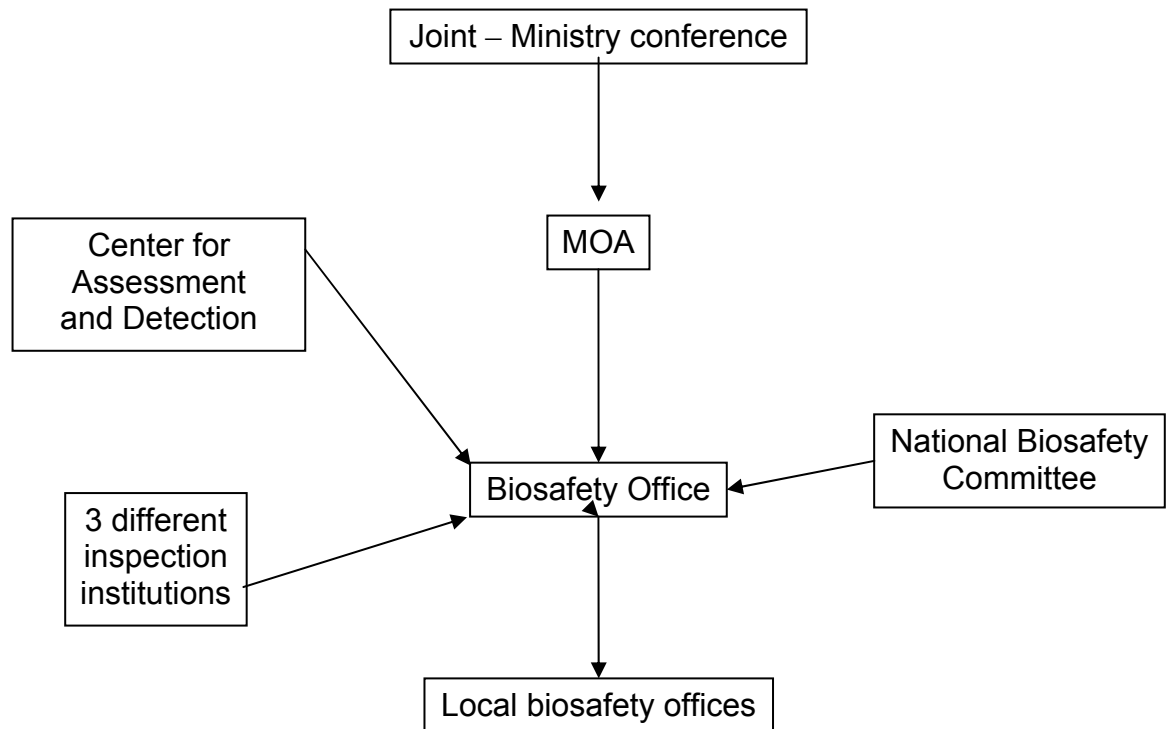 Joint – Ministry conference
MOA
Center for
Assessment
and Detection
National Biosafety
Committee
Biosafety Office
3 different
inspection
institutions
Local biosafety offices